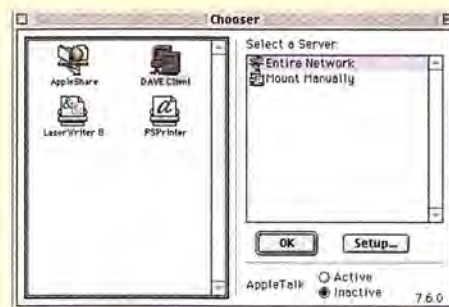 Chooser
AppleShare
DAVE Client
LaserWriter 8
PSPrinter
Select a Server:
Entire Network
Mount Manually
OK
Setup...
AppleTalk
Active
Inactive
7.6.0